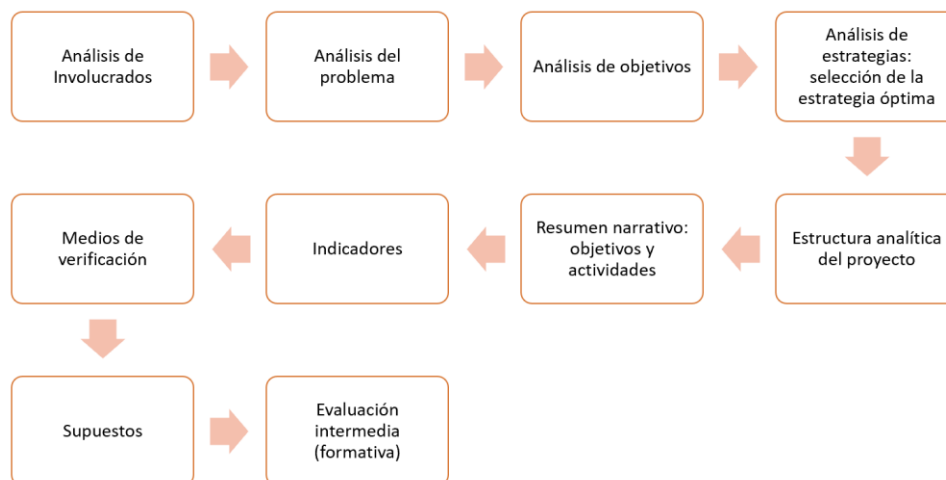 Análisis de
Involucrados
Análisis del
problema
Análisis de objetivos
Análisis de
estrategias:
selección de la
estrategia óptima
Estructura analítica
del proyecto
Resumen narrativo:
objetivos y
actividades
Indicadores
Medios de
verificación
Supuestos
Evaluación
intermedia
(formativa)